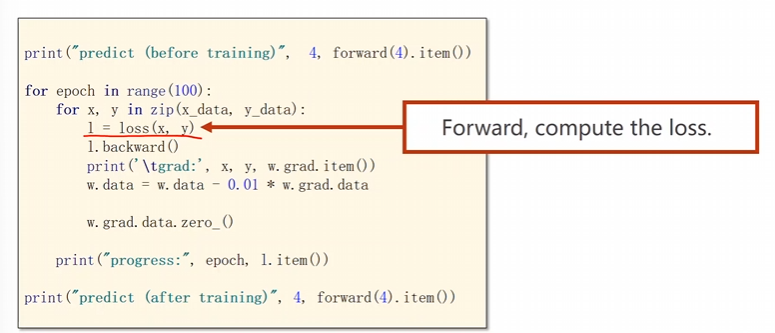 print("predict (before training)", 4, forward(4).item())
for epoch in range(100):
for x, y in zip(x_data, y_data):
l = loss(x, y)
Forward, compute the loss.
l.backward()
print('\tgrad:', x, y, w.grad.item())
w.data = w.data - 0.01 * w.grad.data
w.grad.data.zero_()
print("progress:", epoch, l.item())
print("predict (after training)", 4, forward(4).item())